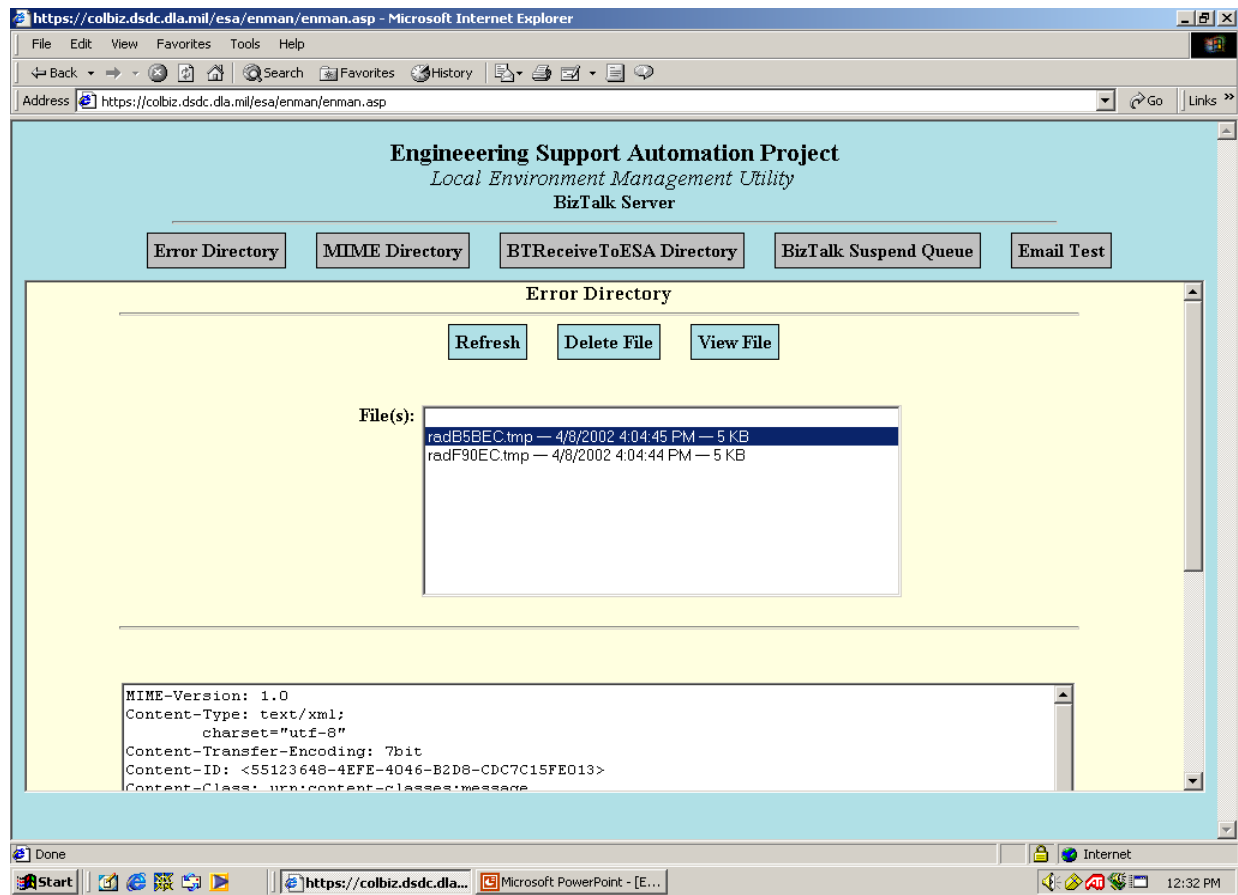 https://colbiz.dsdc.dla.mil/esa/enman/enman.asp - Microsoft Internet Explorer
File Edit View Favorites Tools Help
Back Search Favorites History
Address https://colbiz.dsdc.dla.mil/esa/enman/enman.asp Go Links »
Engineeering Support Automation Project
Local Environment Management Utility
BizTalk Server
Error Directory MIME Directory BTReceiveToESA Directory BizTalk Suspend Queue Email Test
Error Directory
Refresh Delete File View File
File(s):
radB5BEC.tmp — 4/8/2002 4:04:45 PM — 5 KB
radF90EC.tmp — 4/8/2002 4:04:44 PM — 5 KB
MIME-Version: 1.0
Content-Type: text/xml;
charset="utf-8"
Content-Transfer-Encoding: 7bit
Content-ID: <55123648-4EFE-4046-B2D8-CDC7C15FE013>
Content-Class: urn:content-classes:message
Done Internet
Start https://colbiz.dsdc.dla... Microsoft PowerPoint - [E... 12:32 PM